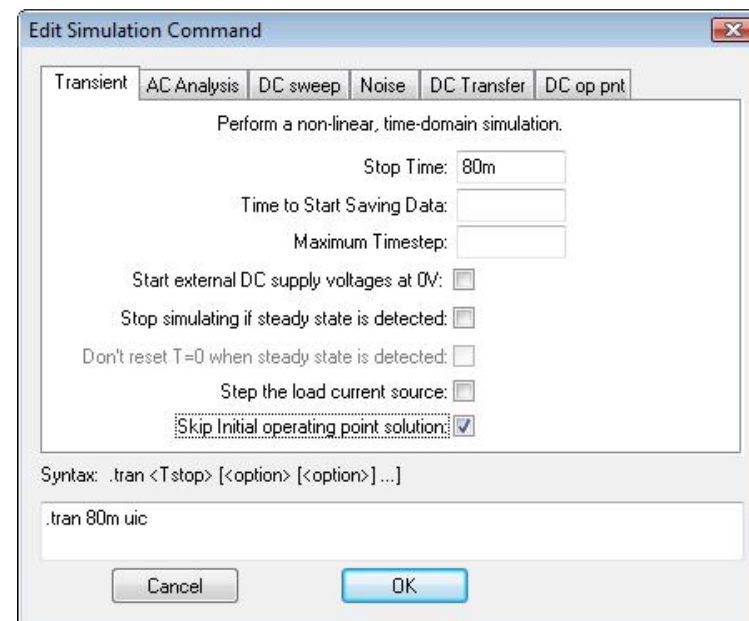 Edit Simulation Command
Transient AC Analysis DC sweep Noise DC Transfer DC op pnt
Perform a non-linear, time-domain simulation.
Stop Time: 80m
Time to Start Saving Data:
Maximum Timestep:
Start external DC supply voltages at 0V:
Stop simulating if steady state is detected:
Don't reset T=0 when steady state is detected:
Step the load current source:
Skip Initial operating point solution:
Syntax: .tran <Tstop> [<option> [<option>] ...]
.tran 80m uic
Cancel OK